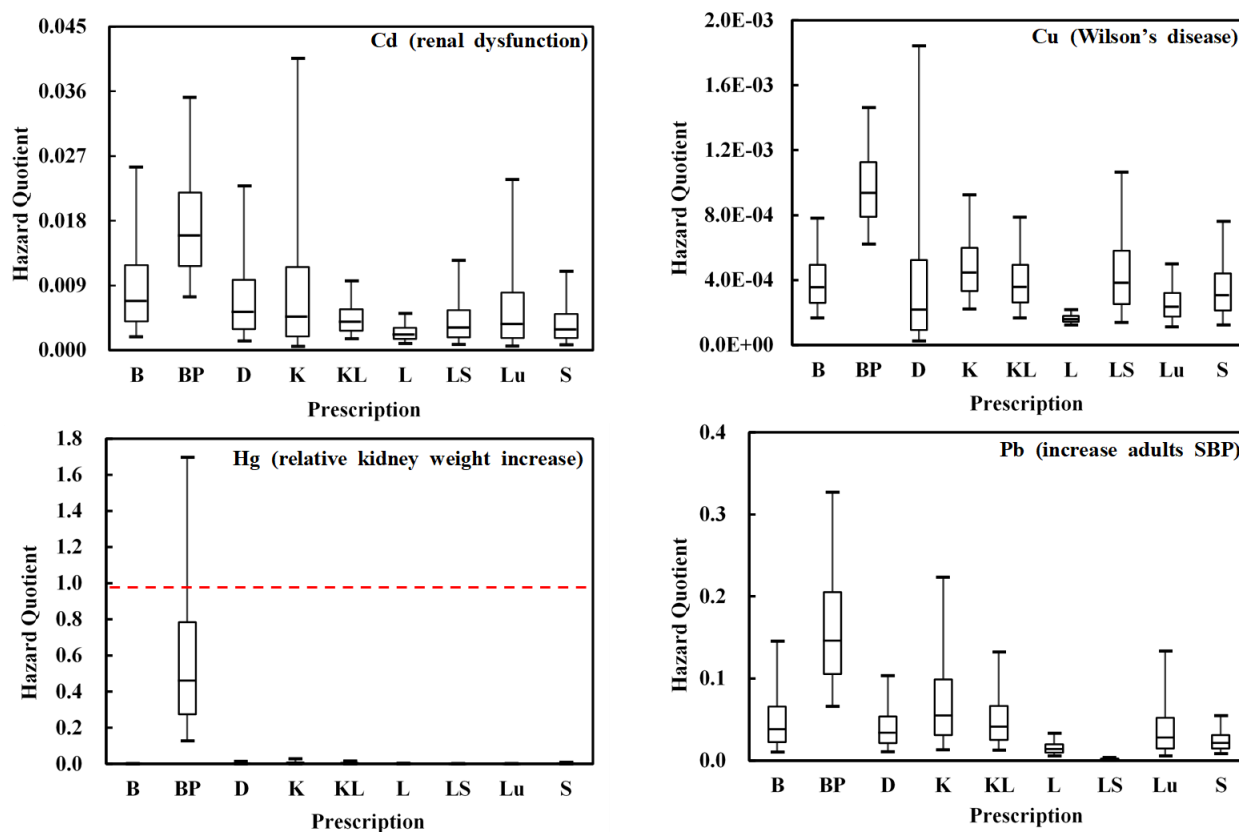 Cd (renal dysfunction)
Hazard Quotient
0.045
0.036
0.027
0.018
0.009
0.000
B BP D K KL L LS Lu S
Prescription
Cu (Wilson's disease)
Hazard Quotient
2.0E-03
1.6E-03
1.2E-03
8.0E-04
4.0E-04
0.0E+00
B BP D K KL L LS Lu S
Prescription
Hg (relative kidney weight increase)
Hazard Quotient
1.8
1.6
1.4
1.2
1.0
0.8
0.6
0.4
0.2
0.0
B BP D K KL L LS Lu S
Prescription
Pb (increase adults SBP)
Hazard Quotient
0.4
0.3
0.2
0.1
0.0
B BP D K KL L LS Lu S
Prescription